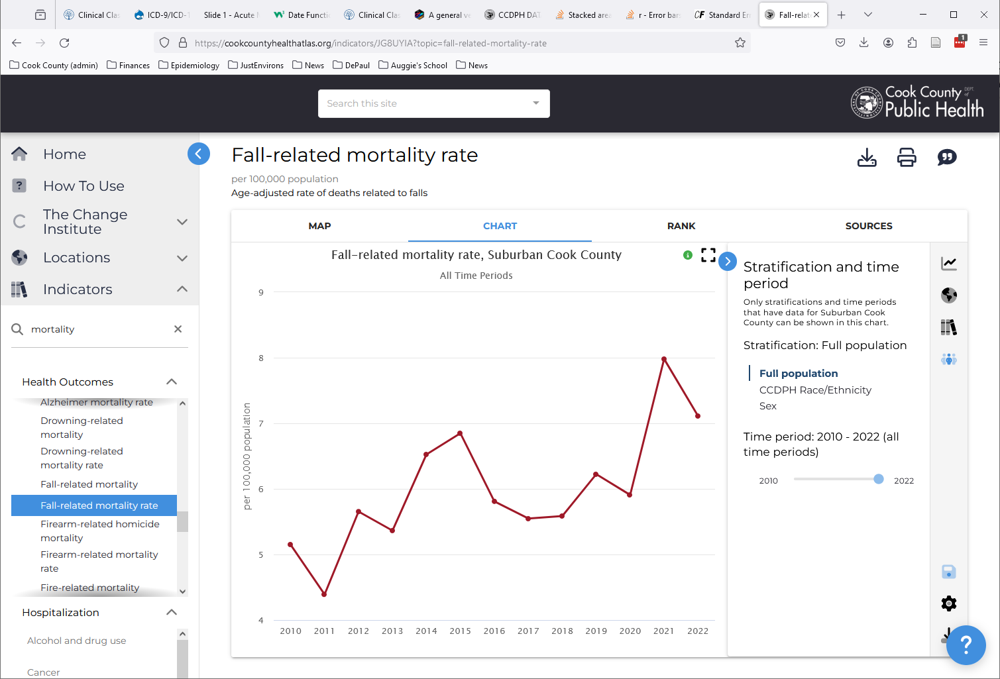 Clinical Clas
ICD-9/ICD-1
Slide 1 - Acute
Date Functi
Clinical Clas
A general ve
CCDPH DAT
Stacked area
r - Error bars
Standard Er
Fall-relat
https://cookcountyhealthatlas.org/indicators/JG8UYIA?topic=fall-related-mortality-rate
1
Cook County (admin)
Finances
Epidemiology
JustEnvirons
News
DePaul
Auggie's School
News
Search this site
Cook County DEPT. of
Public Health
Home
How To Use
The Change
Institute
Locations
Indicators
mortality
Health Outcomes
Alzheimer mortality rate
Drowning-related
mortality
Drowning-related
mortality rate
Fall-related mortality
Fall-related mortality rate
Firearm-related homicide
mortality
Firearm-related mortality
rate
Fire-related mortality
Hospitalization
Alcohol and drug use
Cancer
Fall-related mortality rate
per 100,000 population
Age-adjusted rate of deaths related to falls
MAP
CHART
RANK
SOURCES
Fall-related mortality rate, Suburban Cook County
All Time Periods
per 100,000 population
9
8
7
6
5
4
2010 2011 2012 2013 2014 2015 2016 2017 2018 2019 2020 2021 2022
Stratification and time
period
Only stratifications and time periods
that have data for Suburban Cook
County can be shown in this chart.
Stratification: Full population
Full population
CCDPH Race/Ethnicity
Sex
Time period: 2010 - 2022 (all
time periods)
2010
2022
?